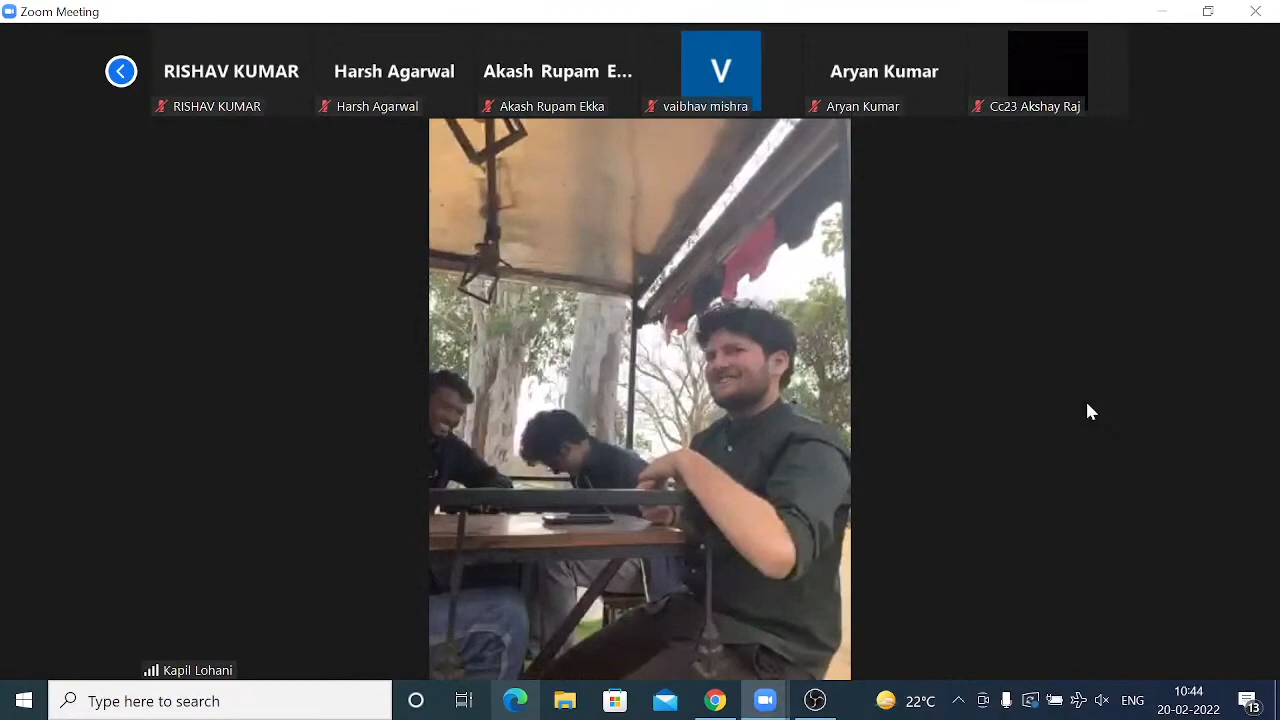 Zoom Meeting
RISHAV KUMAR
Harsh Agarwal
Akash Rupam E...
V
Aryan Kumar
RISHAV KUMAR
Harsh Agarwal
Akash Rupam Ekka
vaibhav mishra
Aryan Kumar
Cc23 Akshay Raj
Kapil Lohani
Type here to search
22°C
ENG
10:44
20-02-2022
13